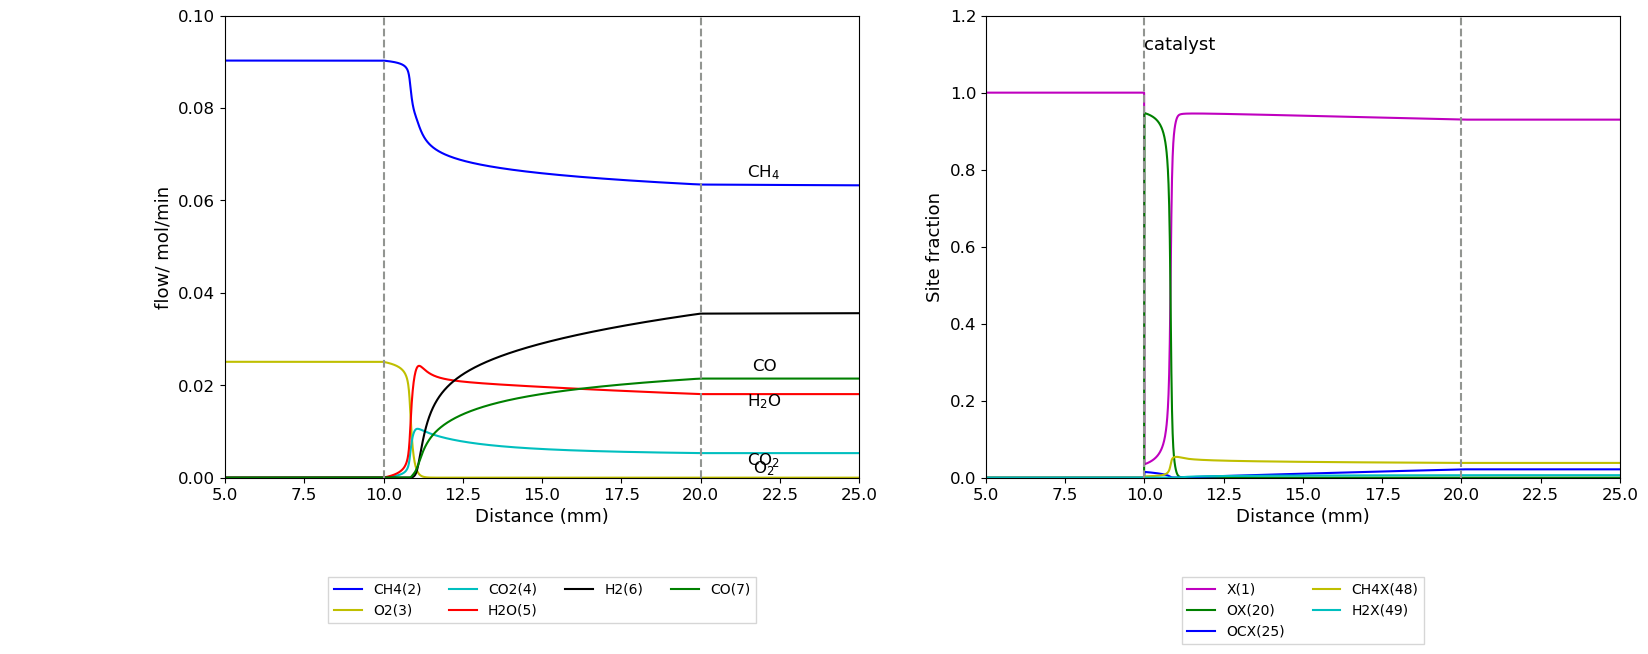 0.10
0.08
0.06
0.04
0.02
0.00
flow/ mol/min
CH4
CO
H2O
CO2
O2
5.0 7.5 10.0 12.5 15.0 17.5 20.0 22.5 25.0
Distance (mm)
CH4(2) CO2(4) H2(6) CO(7)
O2(3) H2O(5)
1.2
1.0
0.8
0.6
0.4
0.2
0.0
Site fraction
catalyst
5.0 7.5 10.0 12.5 15.0 17.5 20.0 22.5 25.0
Distance (mm)
X(1) CH4X(48)
OX(20) H2X(49)
OCX(25)